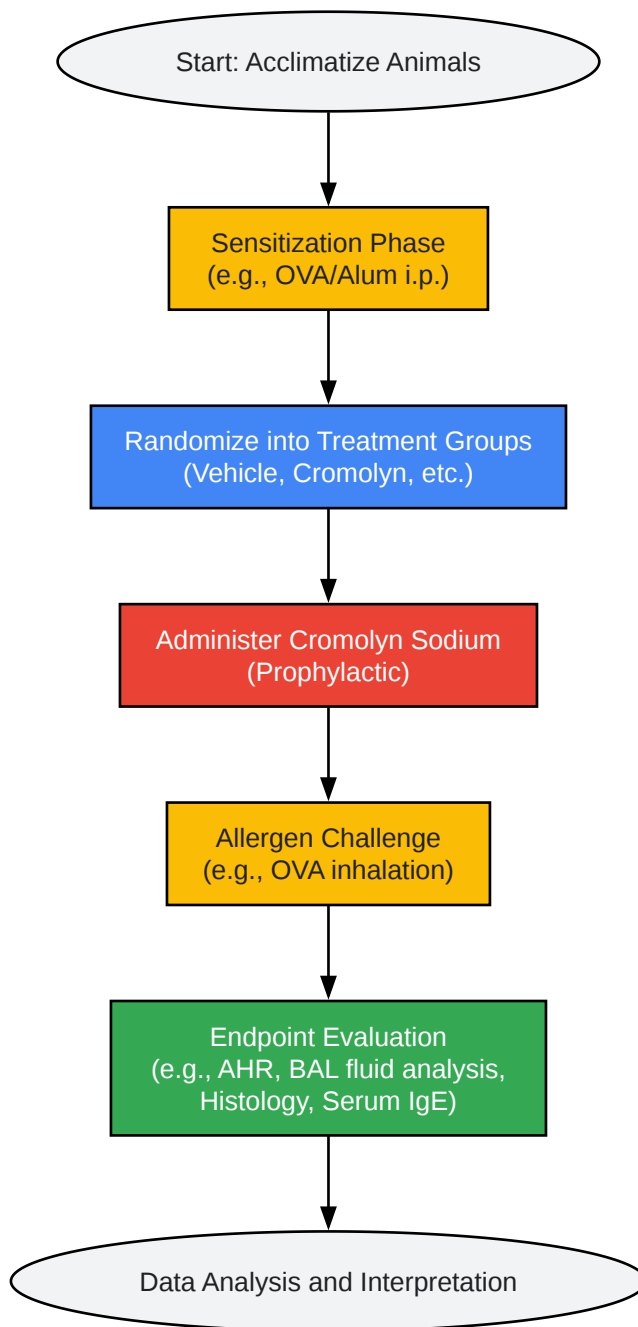 Start: Acclimatize Animals
Sensitization Phase
(e.g., OVA/Alum i.p.)
Randomize into Treatment Groups
(Vehicle, Cromolyn, etc.)
Administer Cromolyn Sodium
(Prophylactic)
Allergen Challenge
(e.g., OVA inhalation)
Endpoint Evaluation
(e.g., AHR, BAL fluid analysis,
Histology, Serum IgE)
Data Analysis and Interpretation